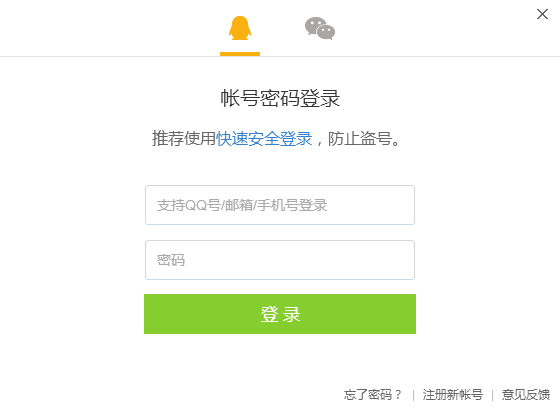 帐号密码登录
推荐使用快速安全登录，防止盗号。
支持QQ号/邮箱/手机号登录
密码
登 录
忘了密码？ | 注册新帐号 | 意见反馈